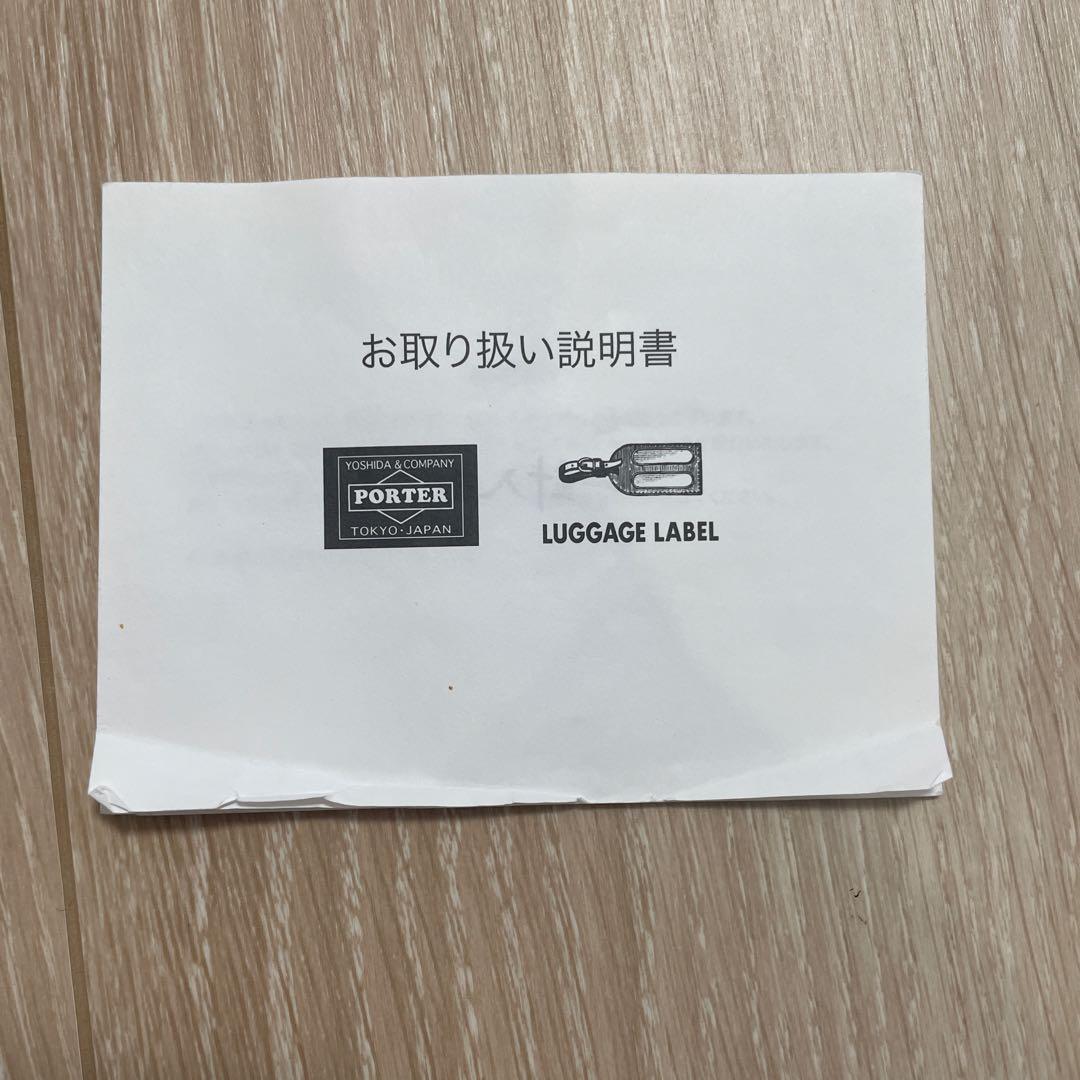 お取り扱い説明書
YOSHIDA & COMPANY
PORTER
TOKYO・JAPAN
LUGGAGE LABEL